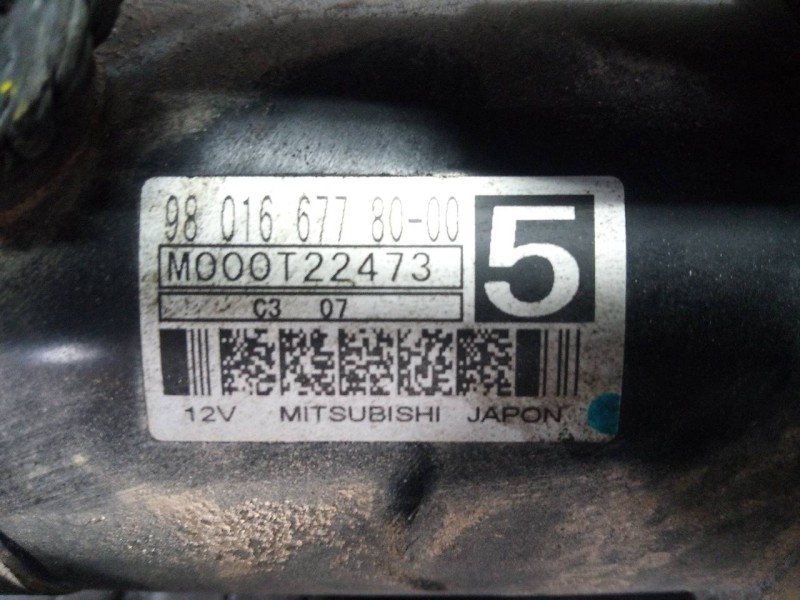 98 016 677 80-00
5
M000T22473
C3 07
12V MITSUBISHI JAPON